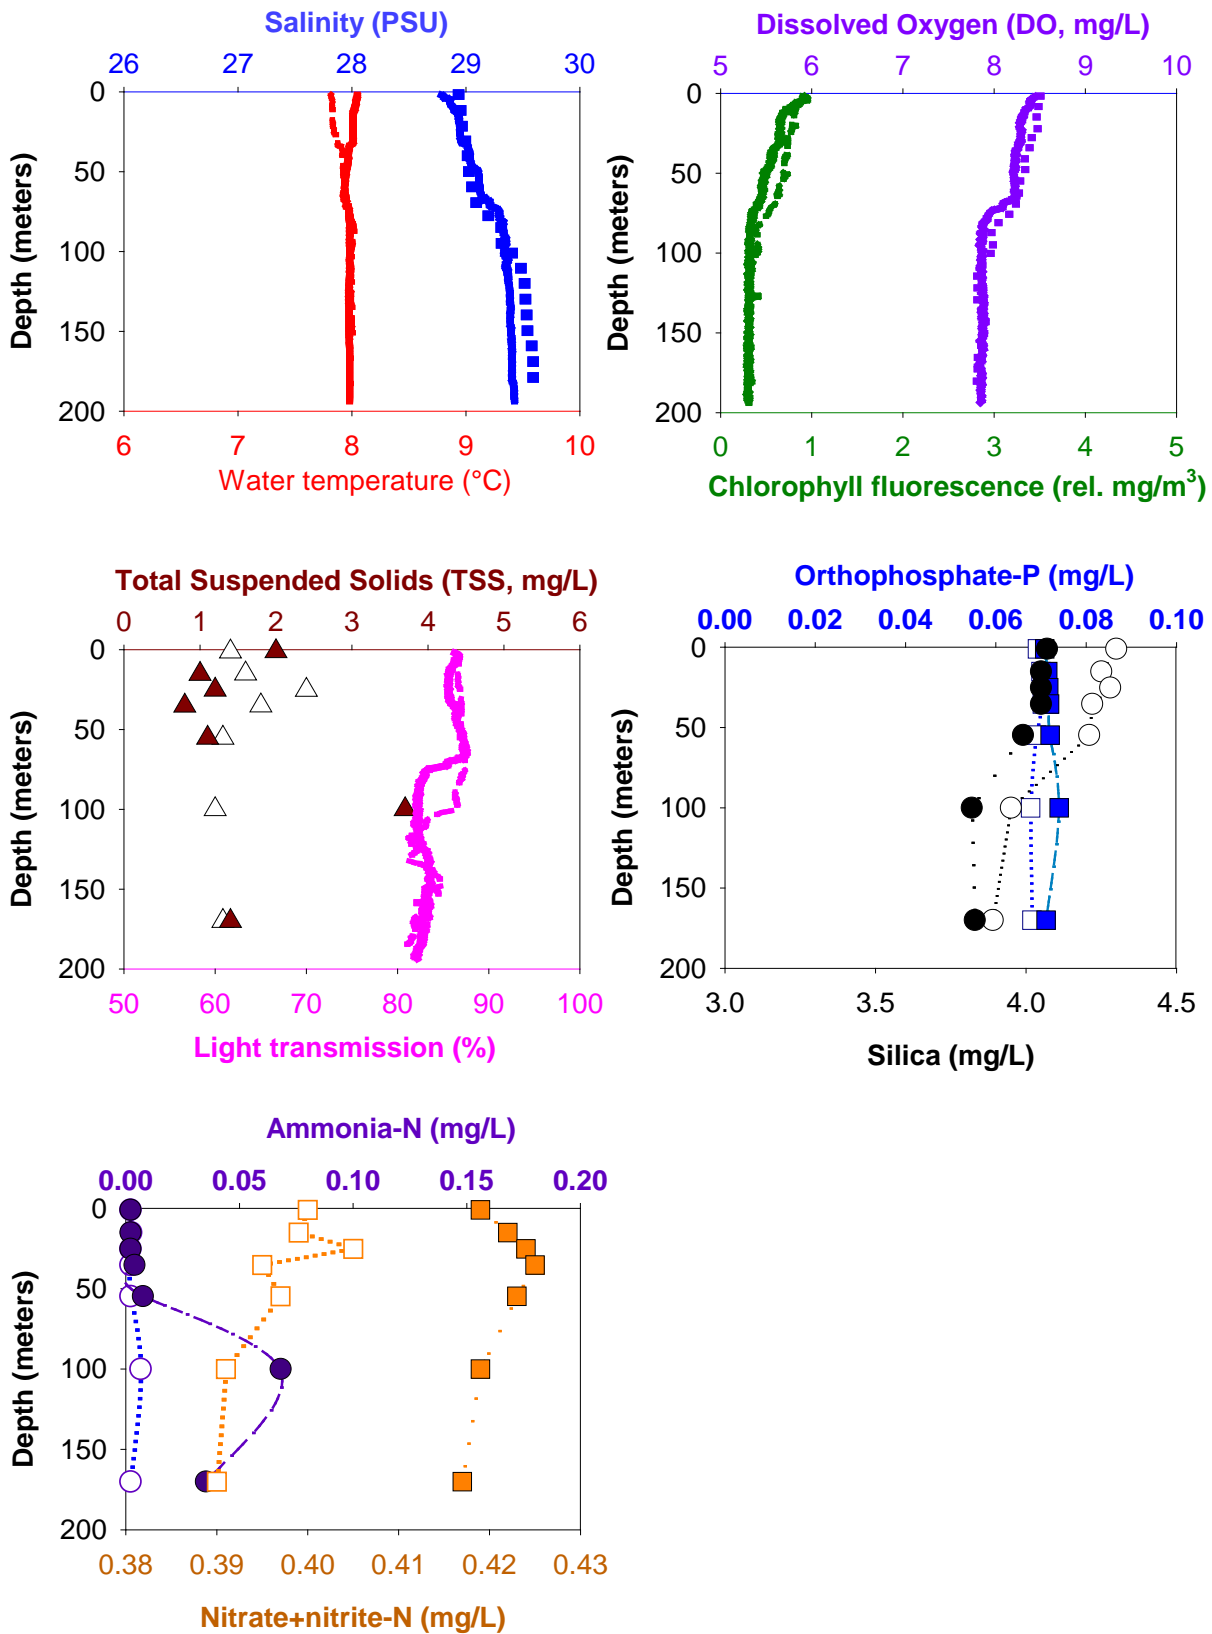 Salinity (PSU)
26 27 28 29 30
0
50
100
150
200
Depth (meters)
6 7 8 9 10
Water temperature (°C)
Dissolved Oxygen (DO, mg/L)
5 6 7 8 9 10
0
50
100
150
200
Depth (meters)
0 1 2 3 4 5
Chlorophyll fluorescence (rel. mg/m³)
Total Suspended Solids (TSS, mg/L)
0 1 2 3 4 5 6
0
50
100
150
200
Depth (meters)
50 60 70 80 90 100
Light transmission (%)
Orthophosphate-P (mg/L)
0.00 0.02 0.04 0.06 0.08 0.10
0
50
100
150
200
Depth (meters)
3.0 3.5 4.0 4.5
Silica (mg/L)
Ammonia-N (mg/L)
0.00 0.05 0.10 0.15 0.20
0
50
100
150
200
Depth (meters)
0.38 0.39 0.40 0.41 0.42 0.43
Nitrate+nitrite-N (mg/L)